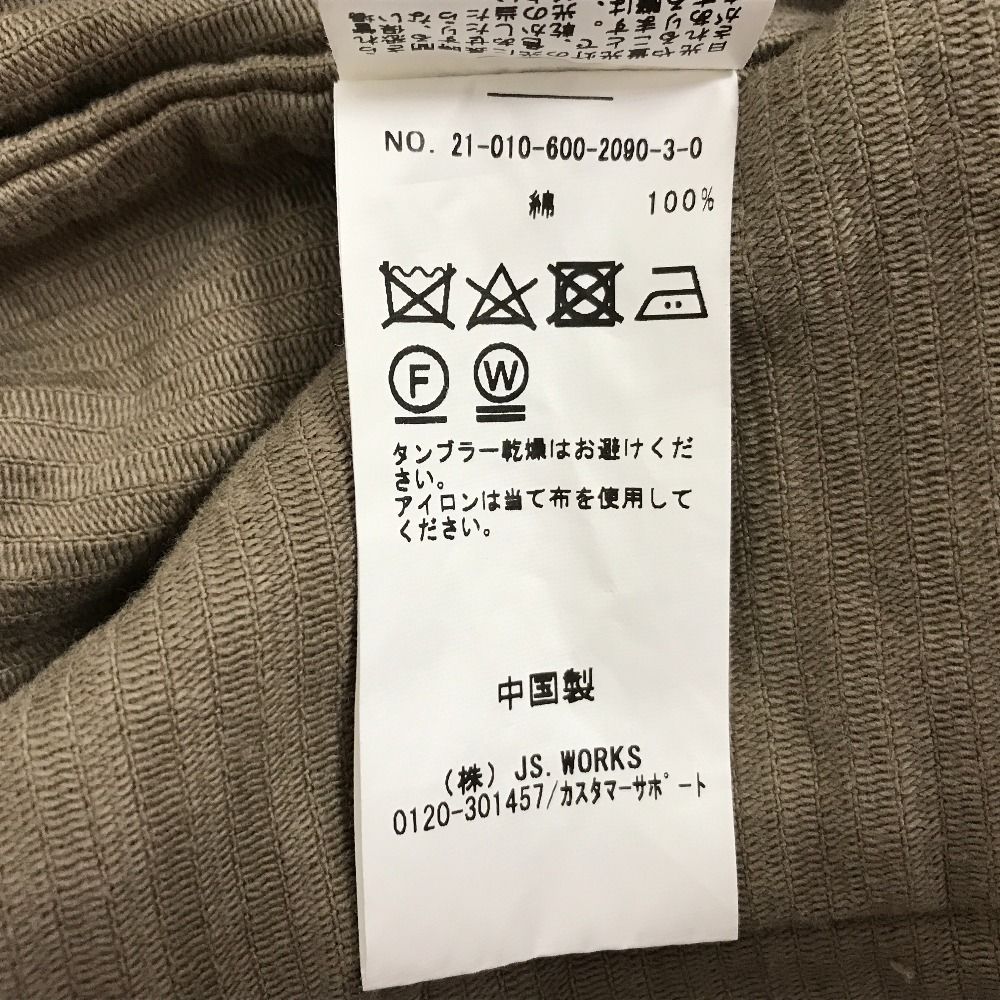 NO. 21-010-600-2090-3-0
綿 100%
F W
タンブラー乾燥はお避けくだ
さい。
アイロンは当て布を使用して
ください。
中国製
(株) JS. WORKS
0120-301457/カスタマーサポート